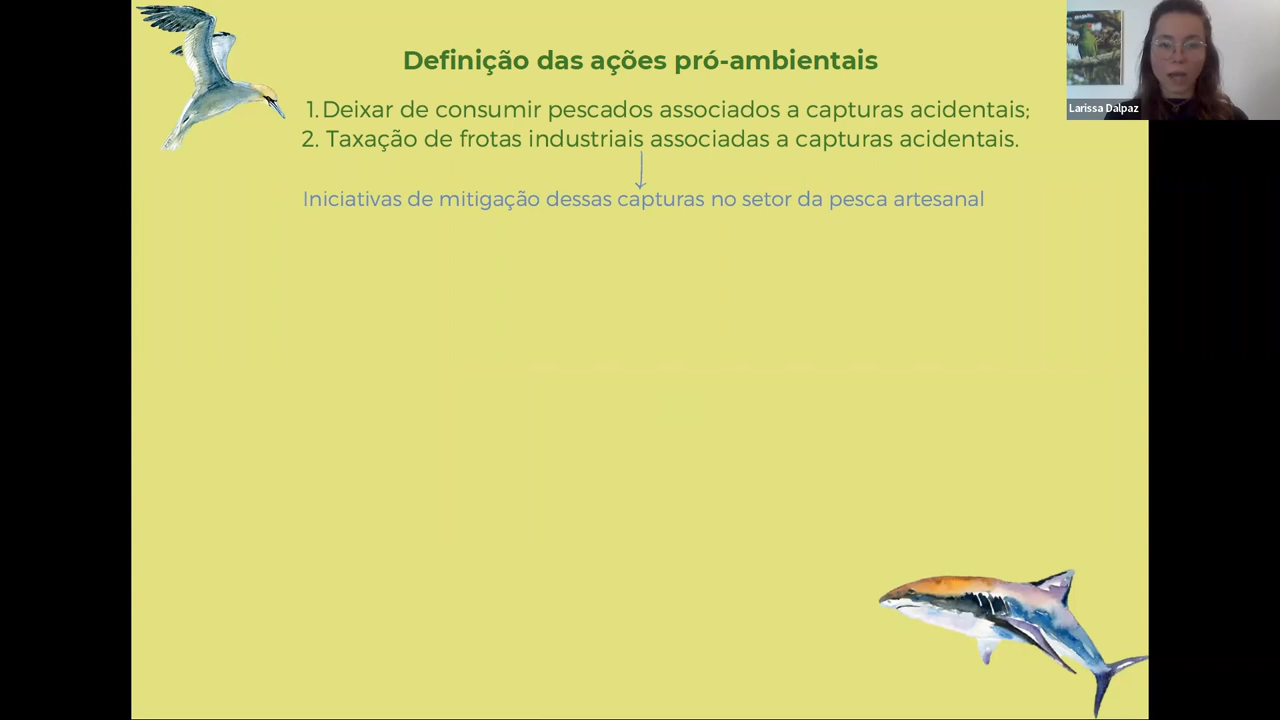 Definição das ações pró-ambientais
1. Deixar de consumir pescados associados a capturas acidentais;
2. Taxação de frotas industriais associadas a capturas acidentais.
Iniciativas de mitigação dessas capturas no setor da pesca artesanal
Larissa Dalpaz